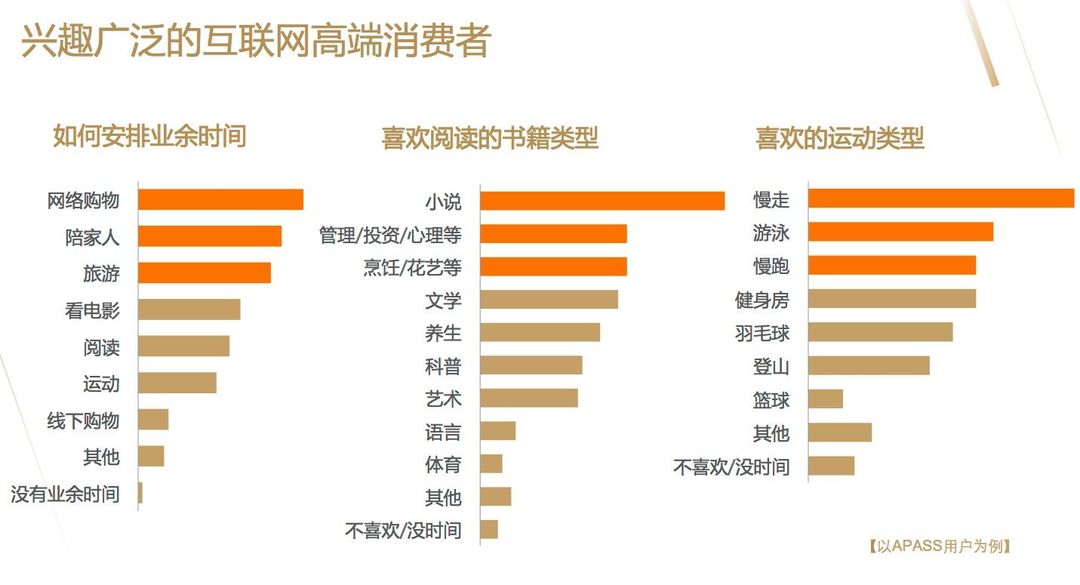 兴趣广泛的互联网高端消费者
如何安排业余时间
网络购物
陪家人
旅游
看电影
阅读
运动
线下购物
其他
没有业余时间
喜欢阅读的书籍类型
小说
管理/投资/心理等
烹饪/花艺等
文学
养生
科普
艺术
语言
体育
其他
不喜欢/没时间
喜欢的运动类型
慢走
游泳
慢跑
健身房
羽毛球
登山
篮球
其他
不喜欢/没时间
【以APASS用户为例】